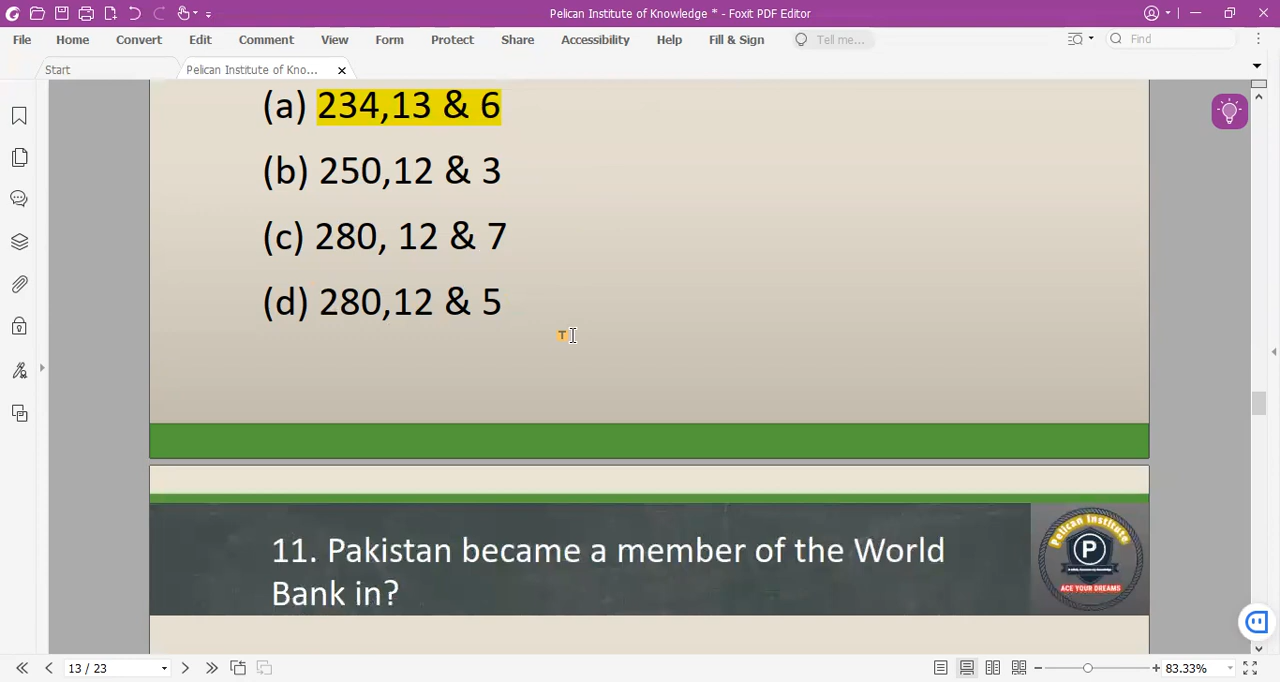 Pelican Institute of Knowledge * - Foxit PDF Editor
File Home Convert Edit Comment View Form Protect Share Accessibility Help Fill & Sign Tell me... Find
Start Pelican Institute of Kno...
(a) 234,13 & 6
(b) 250,12 & 3
(c) 280, 12 & 7
(d) 280,12 & 5
T
11. Pakistan became a member of the World
Bank in?
Pelican Institute
P
ACE YOUR DREAMS
13 / 23 83.33%